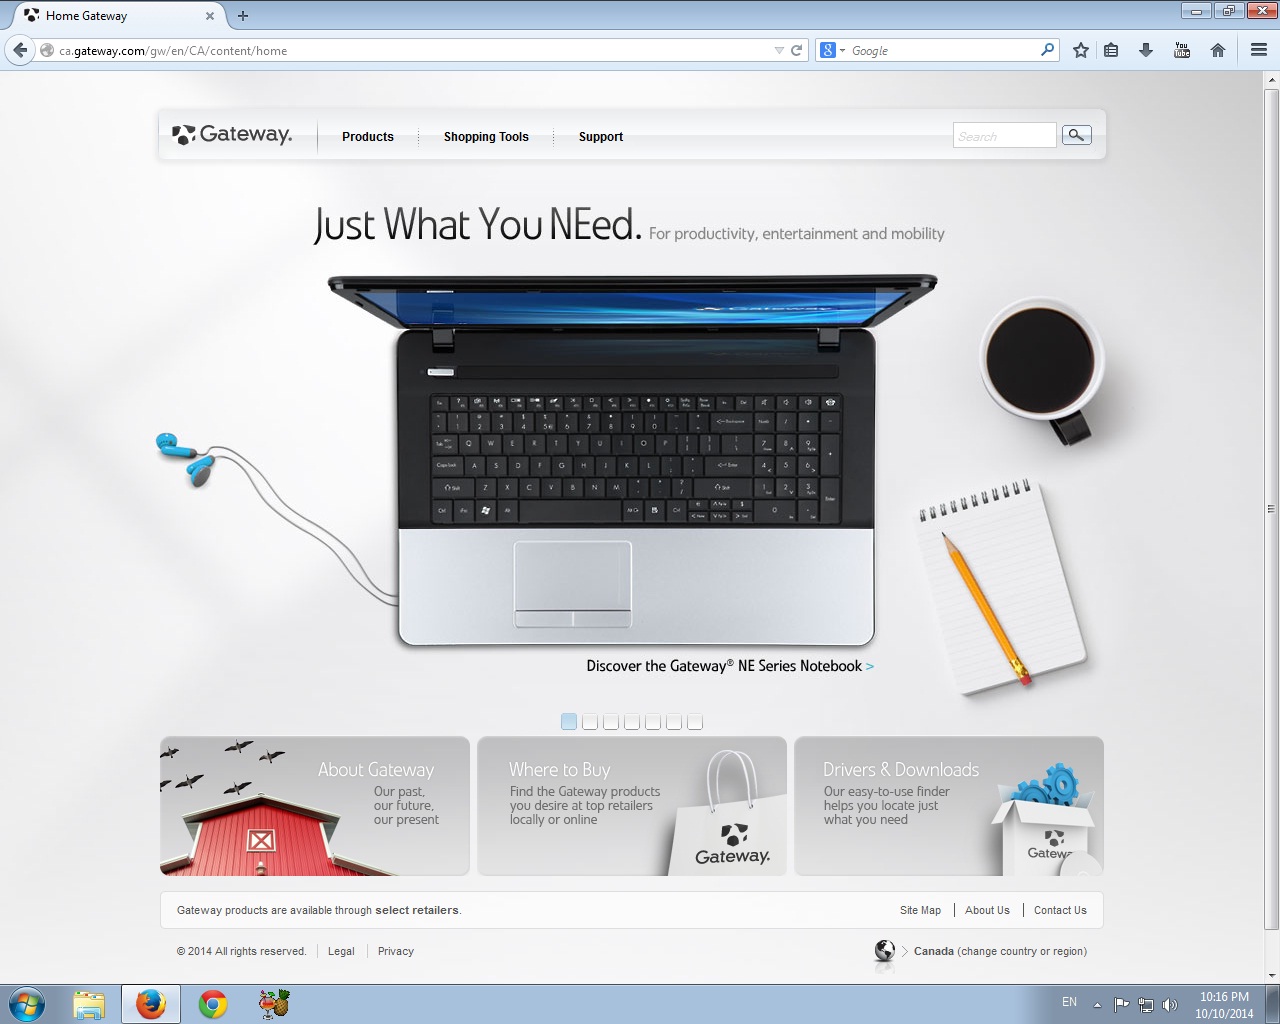 Home Gateway
ca.gateway.com/gw/en/CA/content/home
Google
You Tube
Gateway.
Products
Shopping Tools
Support
Search
Just What You NEed. For productivity, entertainment and mobility
Gateway
Discover the Gateway® NE Series Notebook >
About Gateway
Our past,
our future,
our present
Where to Buy
Find the Gateway products
you desire at top retailers
locally or online
Gateway.
Drivers & Downloads
Our easy-to-use finder
helps you locate just
what you need
Gatew
Gateway products are available through select retailers.
Site Map
About Us
Contact Us
© 2014 All rights reserved.
Legal
Privacy
Canada (change country or region)
EN
10:16 PM
10/10/2014